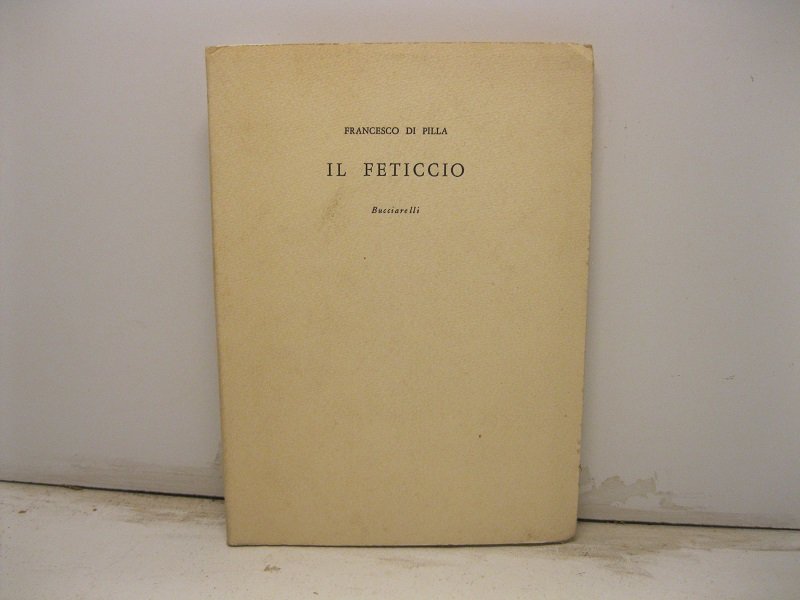 FRANCESCO DI PILLA
IL FETICCIO
Bucciarelli